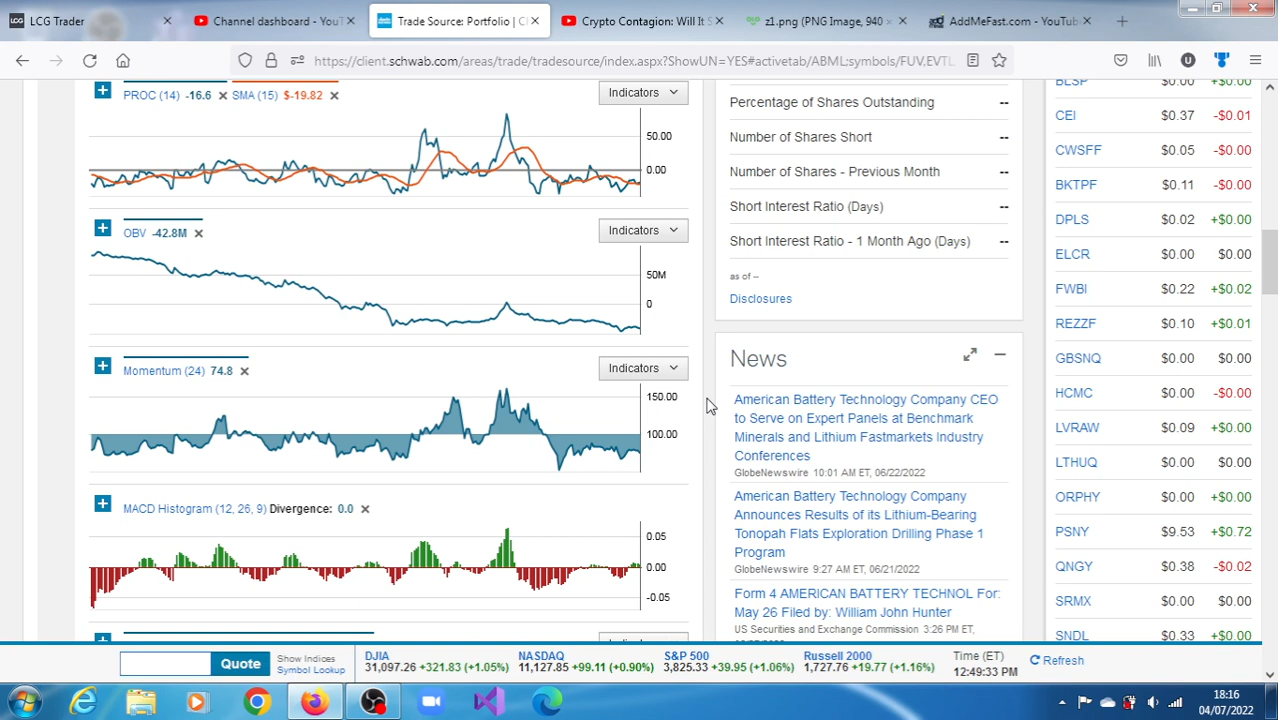 LCG Trader
Channel dashboard - YouT
Trade Source: Portfolio | Cl
Crypto Contagion: Will It S
z1.png (PNG Image, 940 ×
AddMeFast.com - YouTub
https://client.schwab.com/areas/trade/tradesource/index.aspx?ShowUN=YES#activetab/ABML:symbols/FUV,EVTL
PROC (14) -16.6
SMA (15) $-19.82
Indicators
50.00
0.00
OBV -42.8M
Indicators
50M
0
Momentum (24) 74.8
Indicators
150.00
100.00
MACD Histogram (12, 26, 9) Divergence: 0.0
0.05
0.00
-0.05
Percentage of Shares Outstanding --
Number of Shares Short --
Number of Shares - Previous Month --
Short Interest Ratio (Days) --
Short Interest Ratio - 1 Month Ago (Days) --
as of --
Disclosures
News
American Battery Technology Company CEO
to Serve on Expert Panels at Benchmark
Minerals and Lithium Fastmarkets Industry
Conferences
GlobeNewswire 10:01 AM ET, 06/22/2022
American Battery Technology Company
Announces Results of its Lithium-Bearing
Tonopah Flats Exploration Drilling Phase 1
Program
GlobeNewswire 9:27 AM ET, 06/21/2022
Form 4 AMERICAN BATTERY TECHNOL For:
May 26 Filed by: William John Hunter
US Securities and Exchange Commission 3:26 PM ET,
BLSP $0.00 +$0.00
CEI $0.37 -$0.01
CWSFF $0.05 -$0.00
BKTPF $0.11 -$0.00
DPLS $0.02 +$0.00
ELCR $0.00 $0.00
FWBI $0.22 +$0.02
REZZF $0.10 +$0.01
GBSNQ $0.00 $0.00
HCMC $0.00 -$0.00
LVRAW $0.09 +$0.00
LTHUQ $0.00 $0.00
ORPHY $0.00 +$0.00
PSNY $9.53 +$0.72
QNGY $0.38 -$0.02
SRMX $0.00 $0.00
SNDL $0.33 +$0.00
Quote
Show Indices
Symbol Lookup
DJIA
31,097.26 +321.83 (+1.05%)
NASDAQ
11,127.85 +99.11 (+0.90%)
S&P 500
3,825.33 +39.95 (+1.06%)
Russell 2000
1,727.76 +19.77 (+1.16%)
Time (ET)
12:49:33 PM
Refresh
18:16
04/07/2022